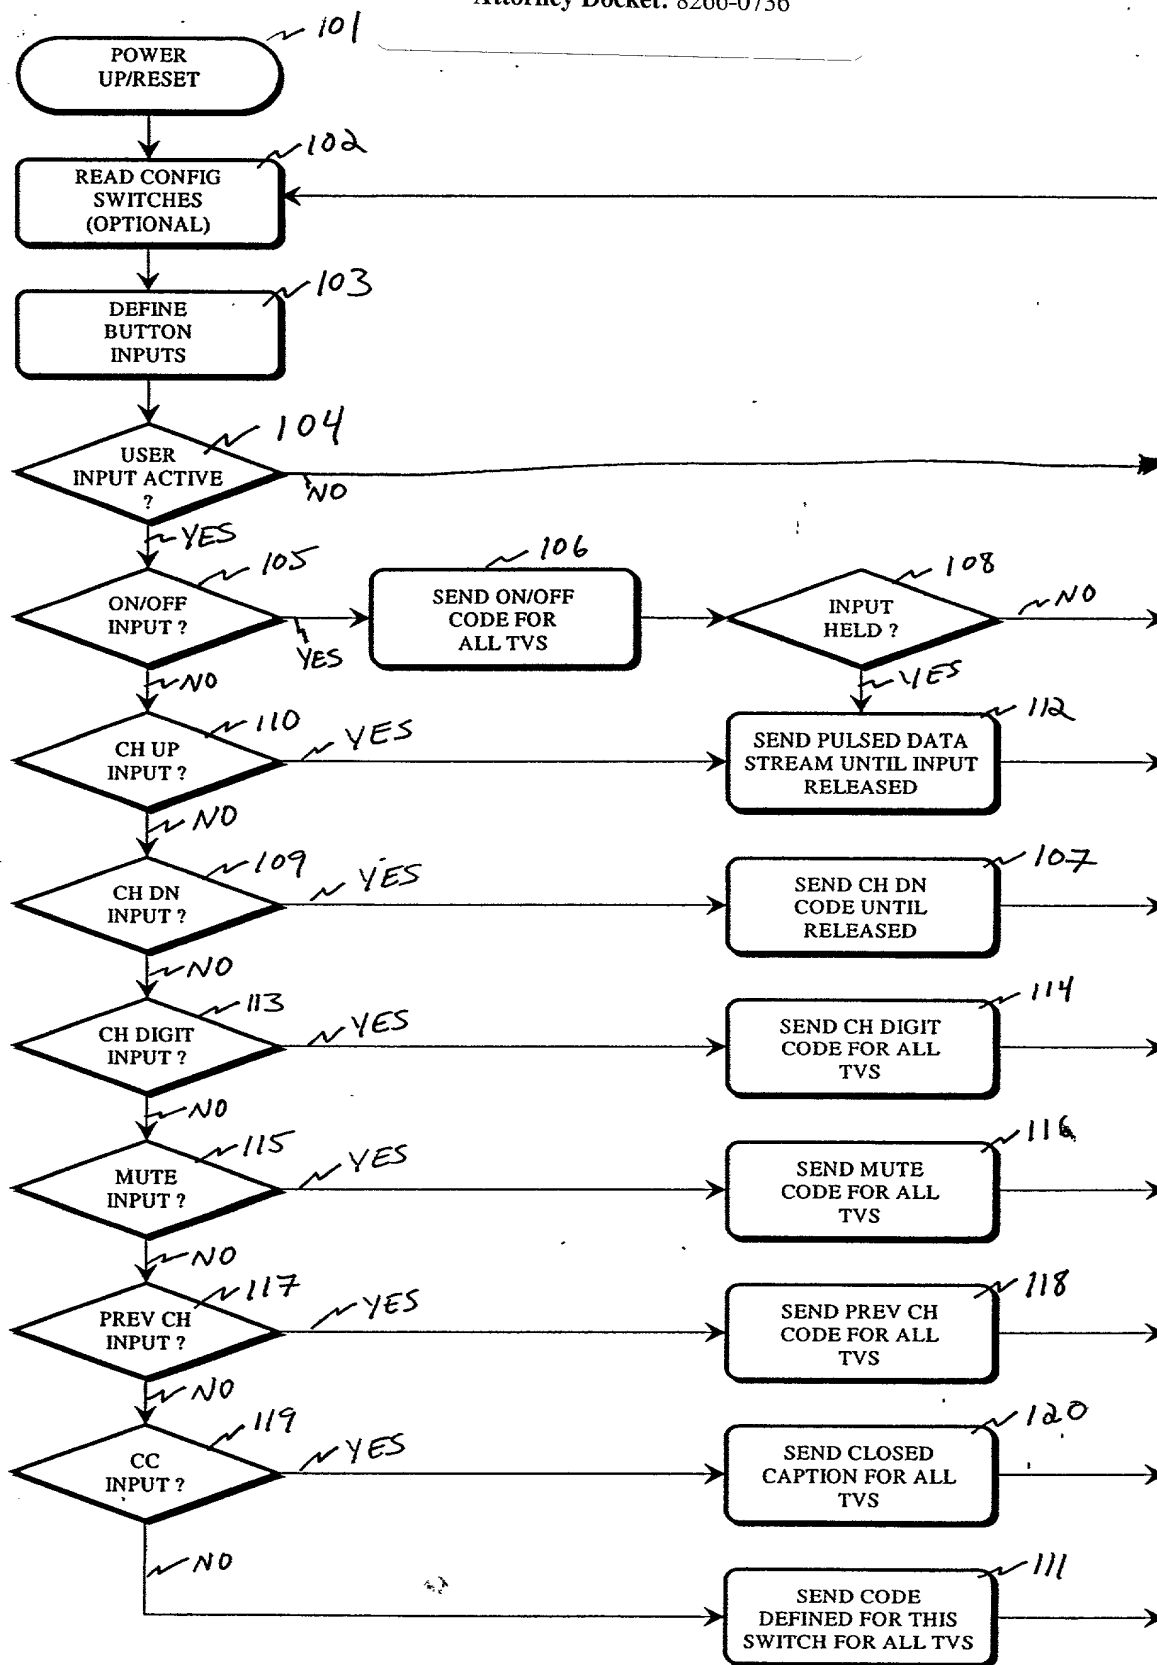 Attorney Docket: 8266-0736
101
POWER
UP/RESET
102
READ CONFIG
SWITCHES
(OPTIONAL)
103
DEFINE
BUTTON
INPUTS
104
USER
INPUT ACTIVE
?
NO
YES
105
ON/OFF
INPUT ?
YES
106
SEND ON/OFF
CODE FOR
ALL TVS
108
INPUT
HELD ?
NO
YES
NO
110
CH UP
INPUT ?
YES
112
SEND PULSED DATA
STREAM UNTIL INPUT
RELEASED
NO
109
CH DN
INPUT ?
YES
107
SEND CH DN
CODE UNTIL
RELEASED
NO
113
CH DIGIT
INPUT ?
YES
114
SEND CH DIGIT
CODE FOR ALL
TVS
NO
115
MUTE
INPUT ?
YES
116
SEND MUTE
CODE FOR ALL
TVS
NO
117
PREV CH
INPUT ?
YES
118
SEND PREV CH
CODE FOR ALL
TVS
NO
119
CC
INPUT ?
YES
120
SEND CLOSED
CAPTION FOR ALL
TVS
NO
111
SEND CODE
DEFINED FOR THIS
SWITCH FOR ALL TVS